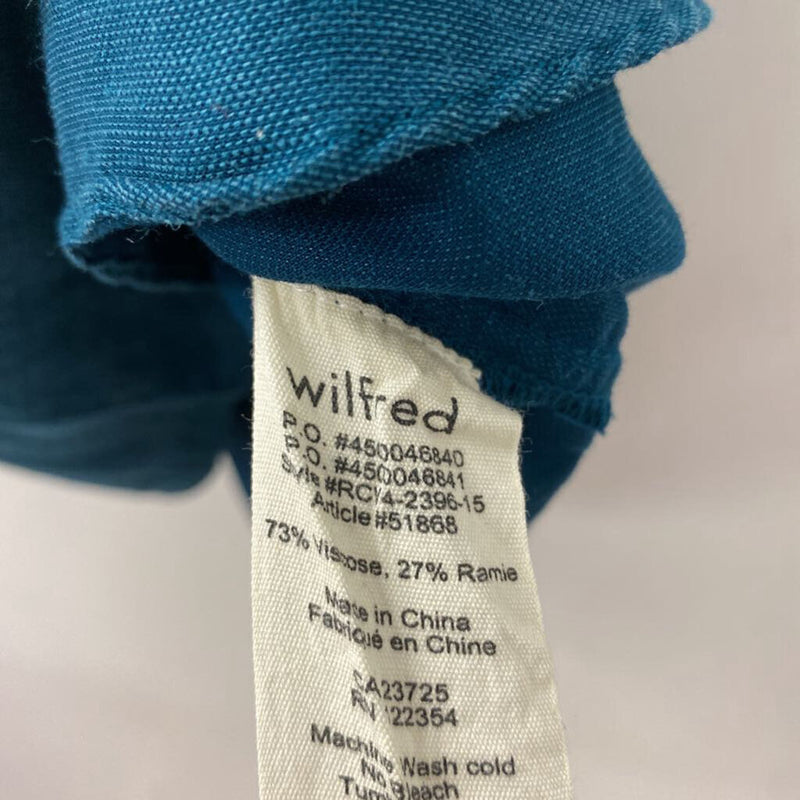 wilfred
P.O. #450046840
P.O. #450046841
Style #RCV4-2396-15
Article #51868
73% Viscose, 27% Ramie
Made in China
Fabriqué en Chine
CA23725
RN 122354
Machine Wash cold
No Bleach